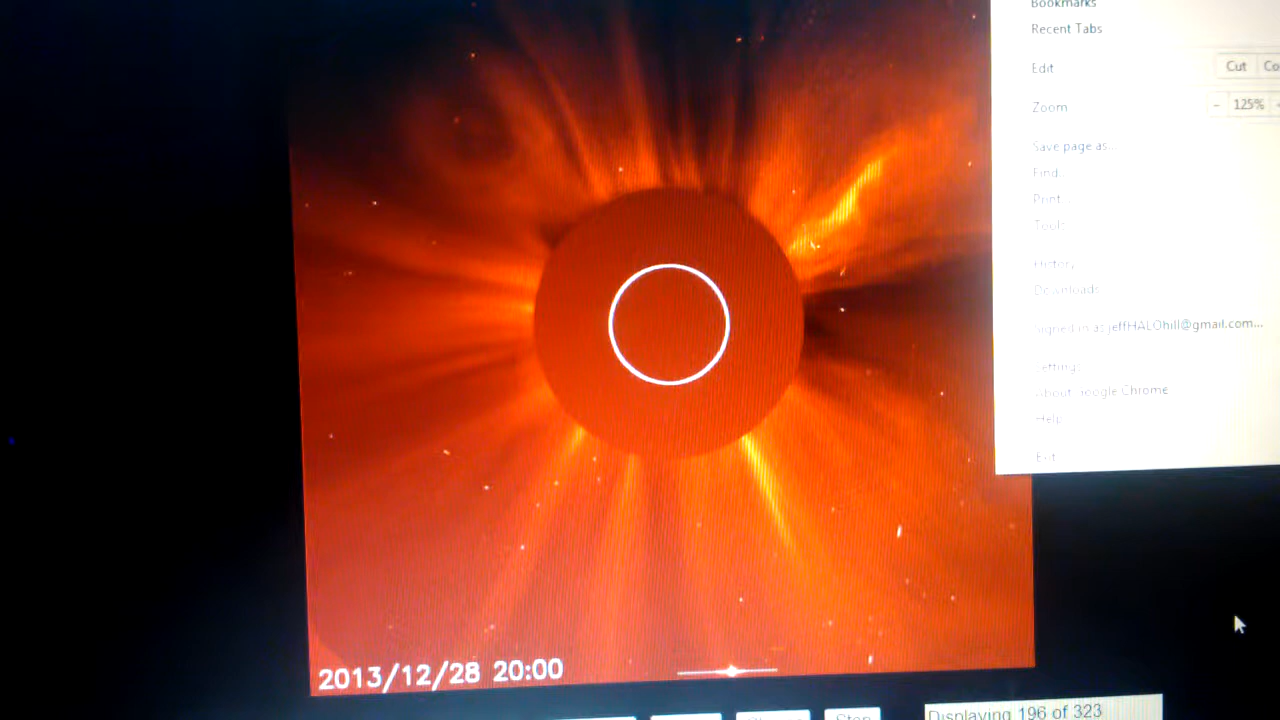 Bookmarks
Recent Tabs
Edit
Cut
Zoom
- 125%
Save page as...
Find..
Print..
Tools
History
Downloads
Signed in as jeffHALOhill@gmail.com...
Settings
About Google Chrome
Help
Exit
2013/12/28 20:00
Stop
Displaying 196 of 323